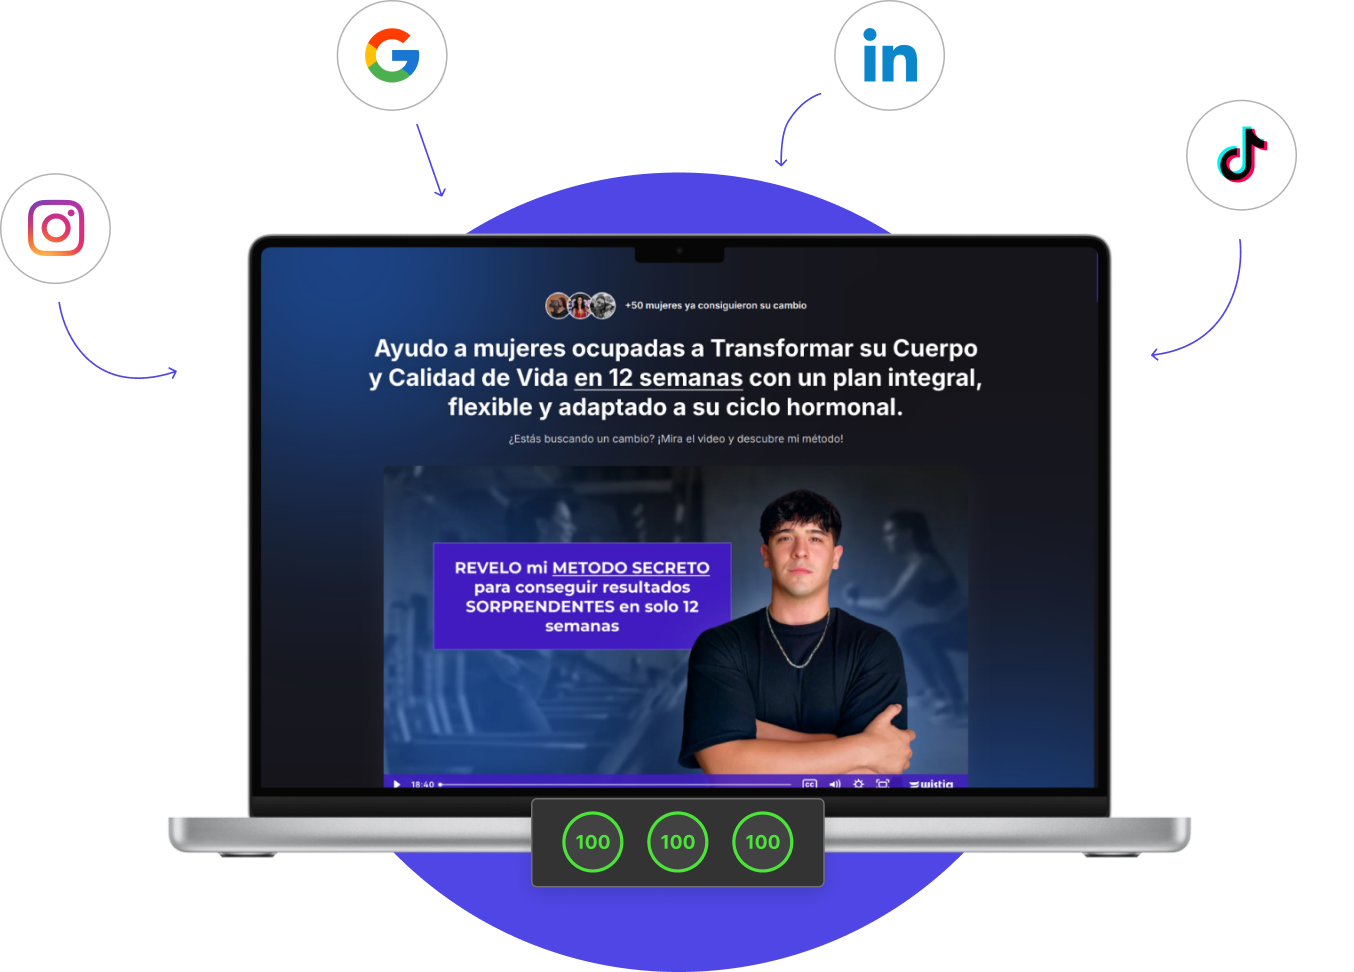 in
+50 mujeres ya consiguieron su cambio
Ayudo a mujeres ocupadas a Transformar su Cuerpo
y Calidad de Vida en 12 semanas con un plan integral,
flexible y adaptado a su ciclo hormonal.
¿Estás buscando un cambio? ¡Mira el video y descubre mi método!
REVELO mi METODO SECRETO
para conseguir resultados
SORPRENDENTES en solo 12
semanas
18:40 CC wistia
100 100 100